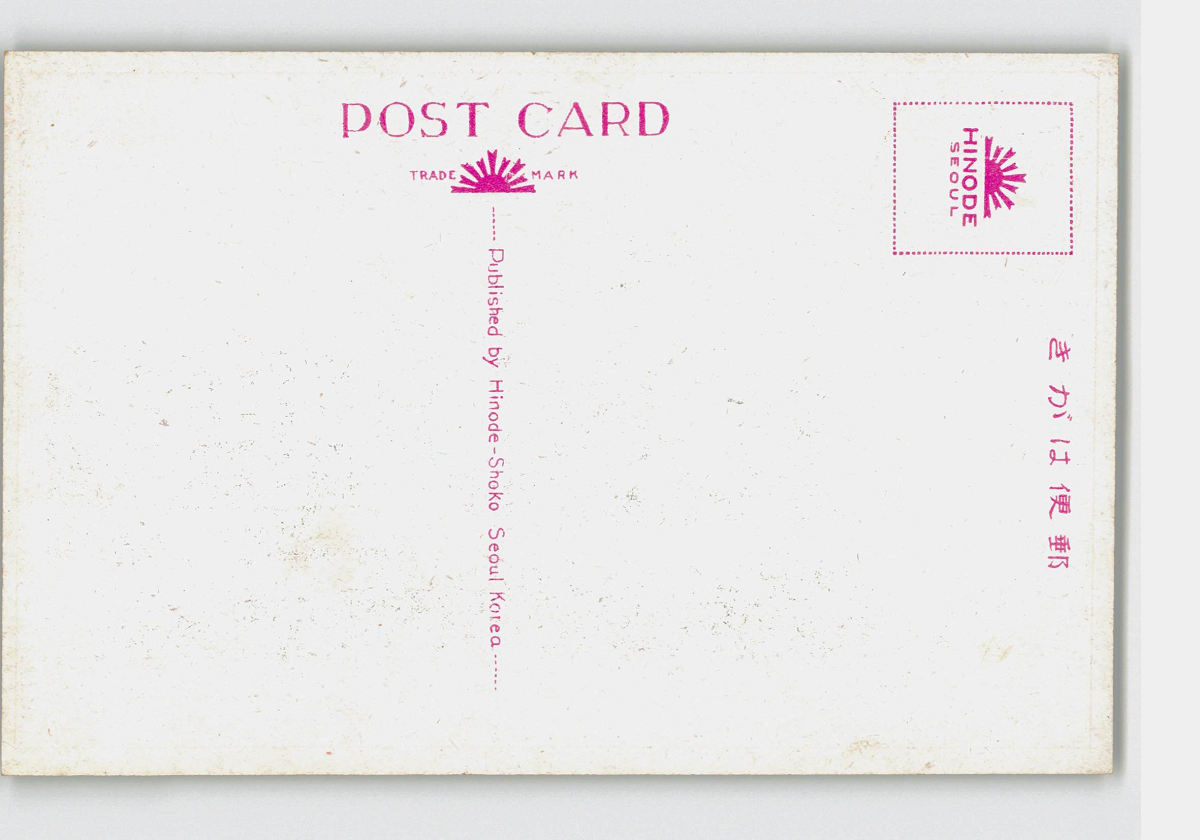 POST CARD
TRADE MARK
HINODE
SEOUL
Published by Hinode-Shoko Seoul Korea
きがは便郵